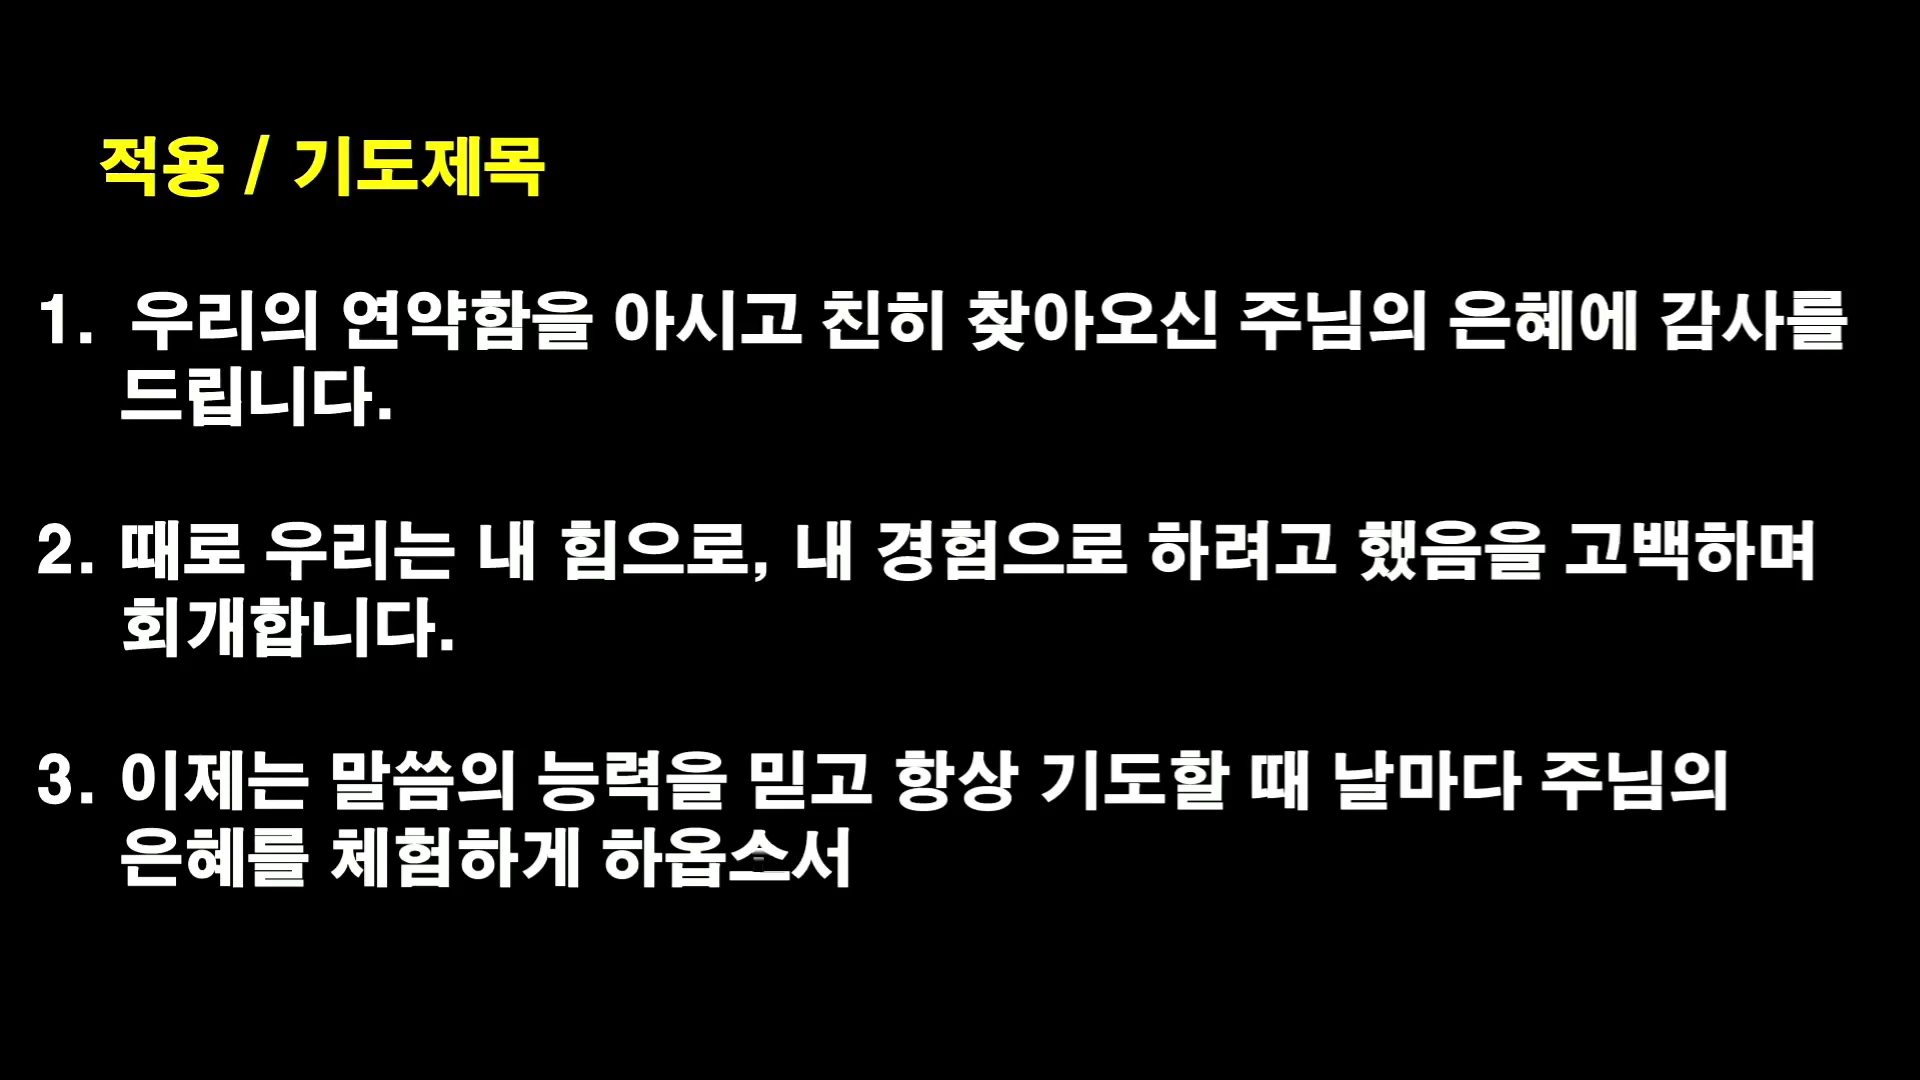 적용 / 기도제목
1. 우리의 연약함을 아시고 친히 찾아오신 주님의 은혜에 감사를
드립니다.
2. 때로 우리는 내 힘으로, 내 경험으로 하려고 했음을 고백하며
회개합니다.
3. 이제는 말씀의 능력을 믿고 항상 기도할 때 날마다 주님의
은혜를 체험하게 하옵소서